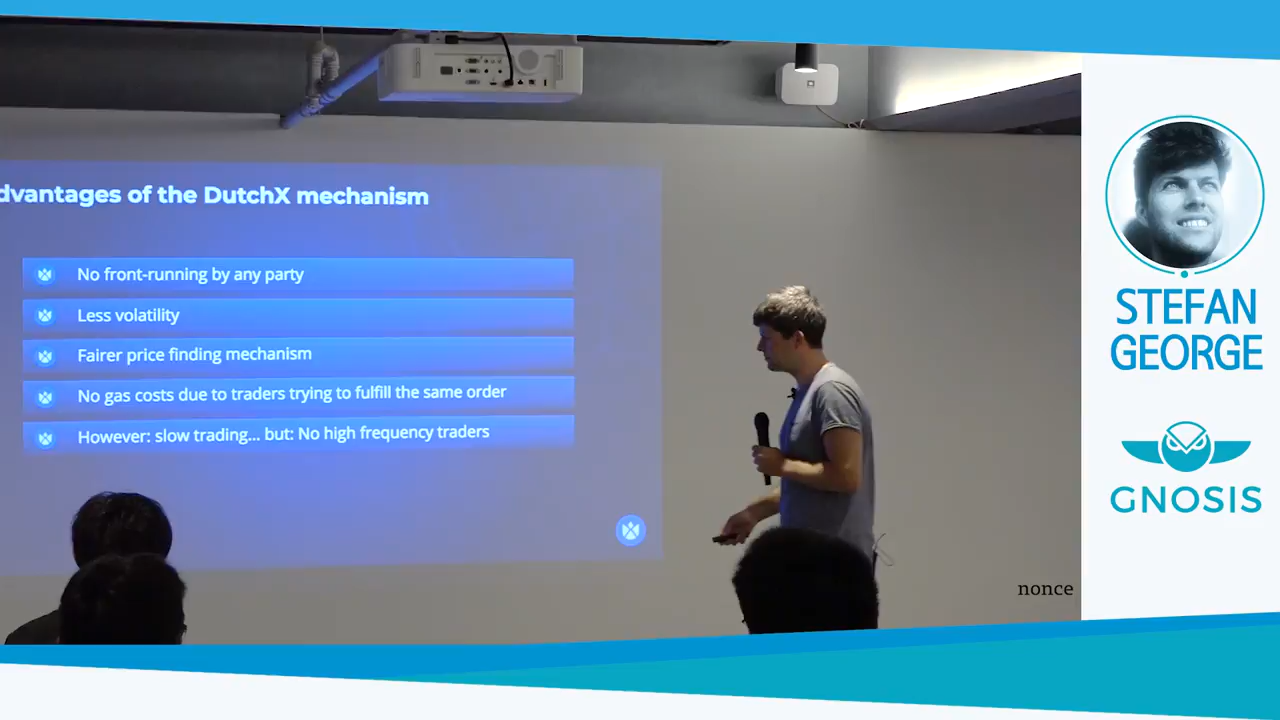 dvantages of the DutchX mechanism
No front-running by any party
Less volatility
Fairer price finding mechanism
No gas costs due to traders trying to fulfill the same order
However: slow trading... but: No high frequency traders
STEFAN
GEORGE
GNOSIS
nonce